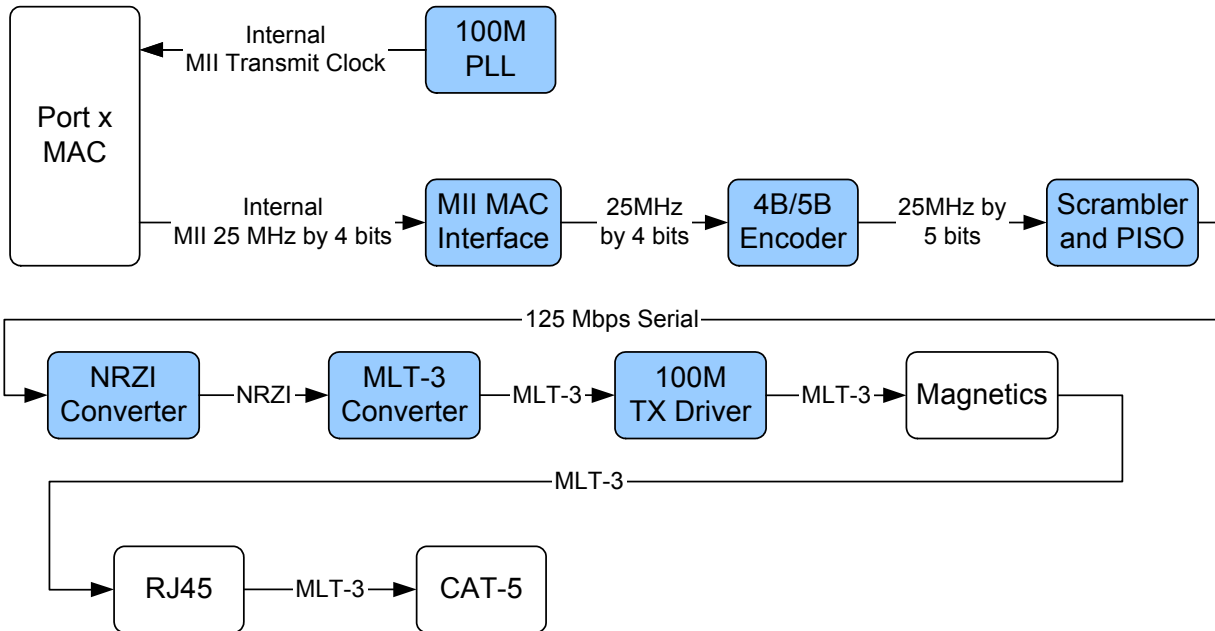 Internal
MII Transmit Clock
100M
PLL
Port x
MAC
Internal
MII 25 MHz by 4 bits
MII MAC
Interface
25MHz
by 4 bits
4B/5B
Encoder
25MHz by
5 bits
Scrambler
and PISO
125 Mbps Serial
NRZI
Converter
NRZI
MLT-3
Converter
MLT-3
100M
TX Driver
MLT-3
Magnetics
MLT-3
RJ45
MLT-3
CAT-5